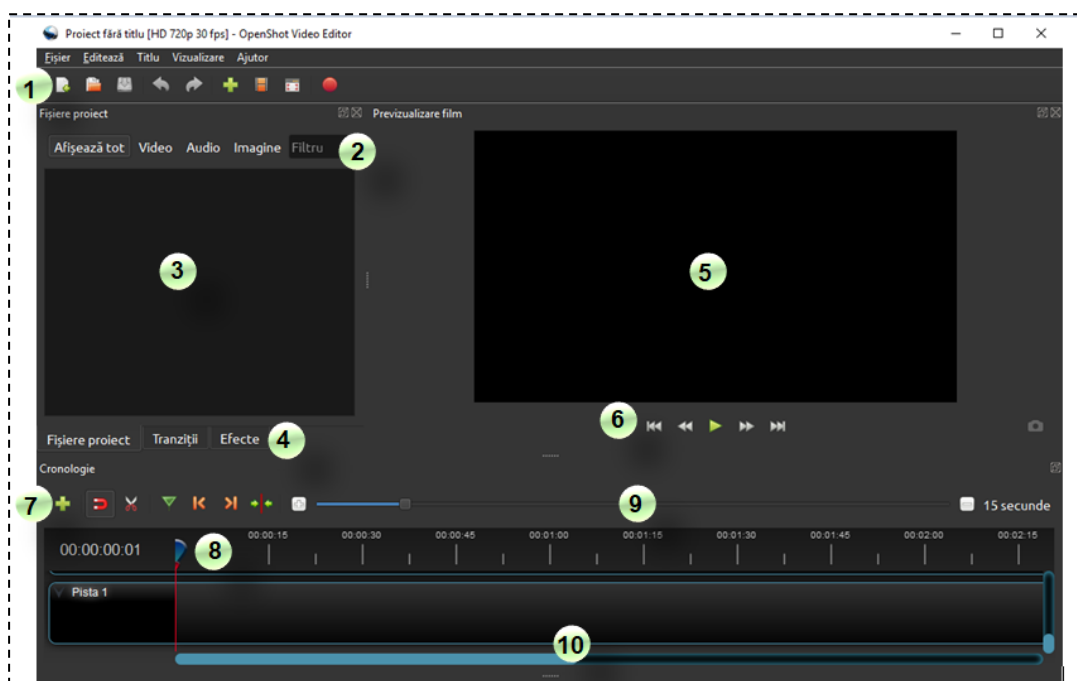 Proiect fără titlu [HD 720p 30 fps] - OpenShot Video Editor
Fișier Editează Titlu Vizualizare Ajutor
1
Fișiere proiect Previzualizare film
Afișează tot Video Audio Imagine Filtru 2
3
5
6
Fișiere proiect Tranziții Efecte 4
Cronologie
7 9 15 secunde
00:00:15 00:00:30 00:00:45 00:01:00 00:01:15 00:01:30 00:01:45 00:02:00 00:02:15
00:00:00:01 8
Pista 1
10